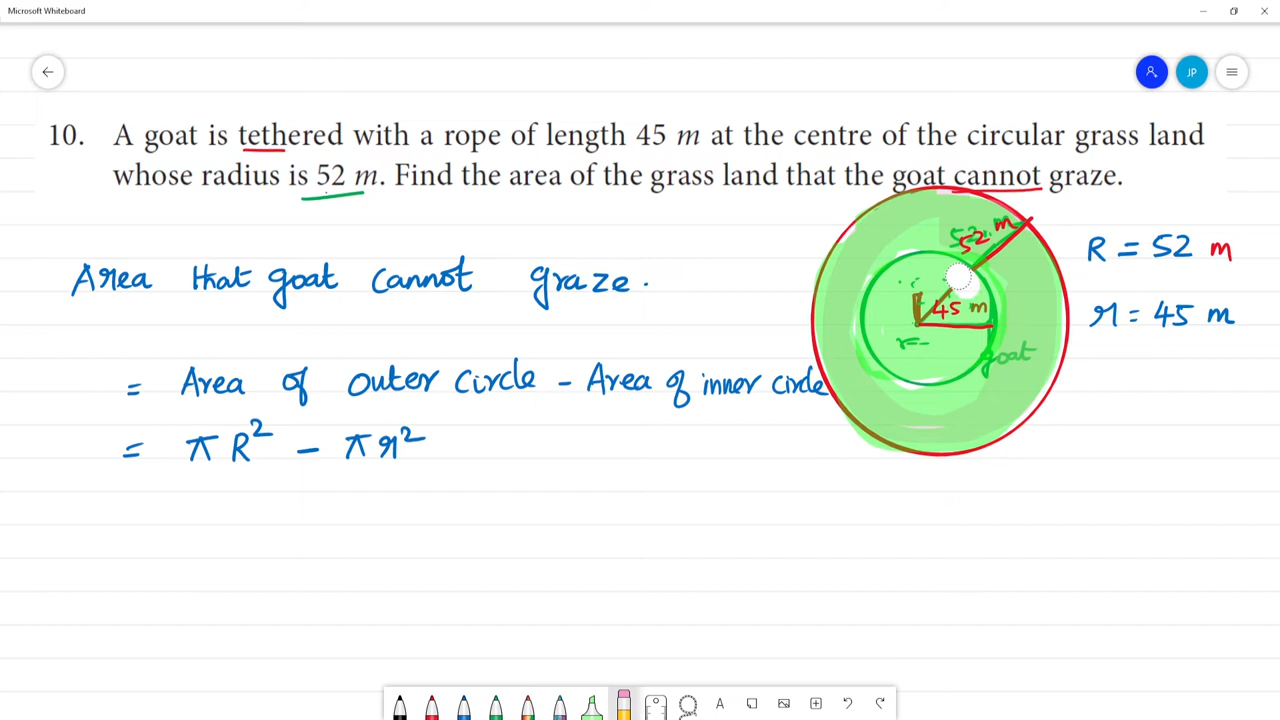 Microsoft Whiteboard
JP
10. A goat is tethered with a rope of length 45 m at the centre of the circular grass land
whose radius is 52 m. Find the area of the grass land that the goat cannot graze.
Area that goat cannot graze.
= Area of outer circle - Area of inner circle
= πR² - πr²
52 m
45 m
r=
goat
R = 52 m
r = 45 m
A